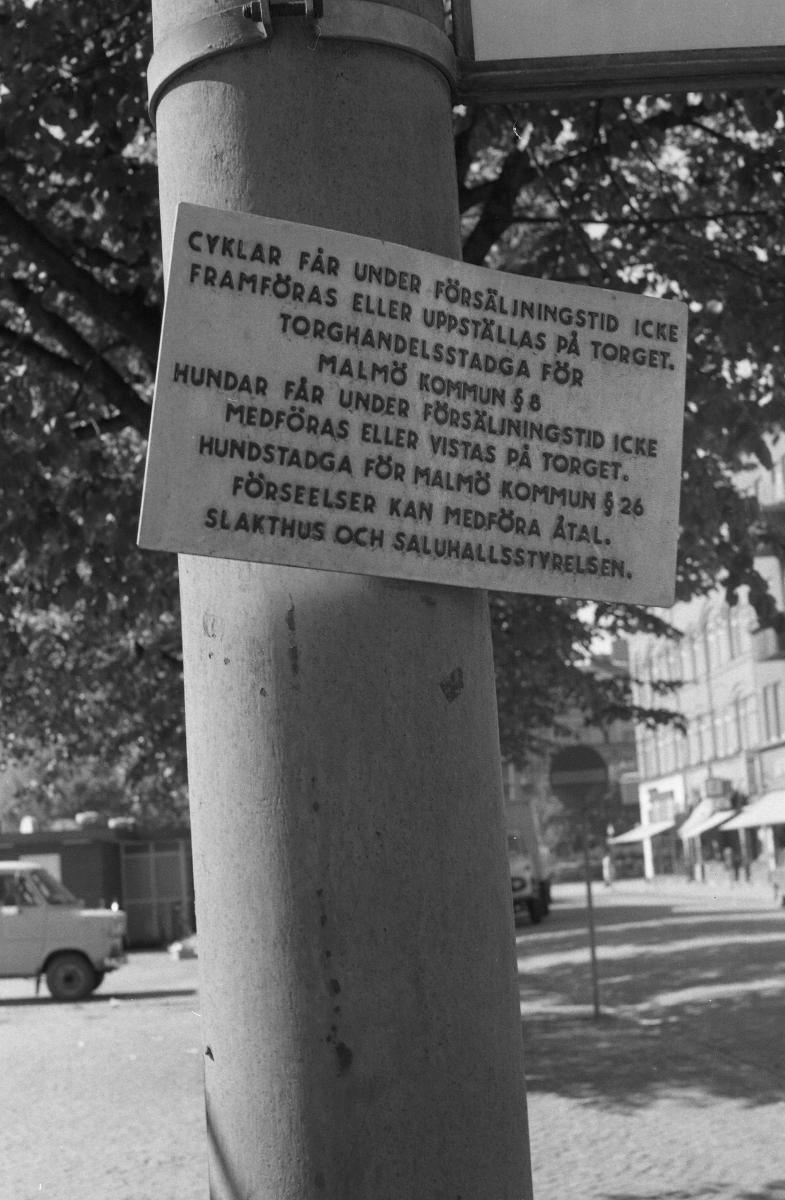 CYKLAR FÅR UNDER FÖRSÄLJNINGSTID ICKE
FRAMFÖRAS ELLER UPPSTÄLLAS PÅ TORGET.
TORGHANDELSSTADGA FÖR
MALMÖ KOMMUN § 8
HUNDAR FÅR UNDER FÖRSÄLJNINGSTID ICKE
MEDFÖRAS ELLER VISTAS PÅ TORGET.
HUNDSTADGA FÖR MALMÖ KOMMUN § 26
FÖRSEELSER KAN MEDFÖRA ÅTAL.
SLAKTHUS OCH SALUHALLSSTYRELSEN.